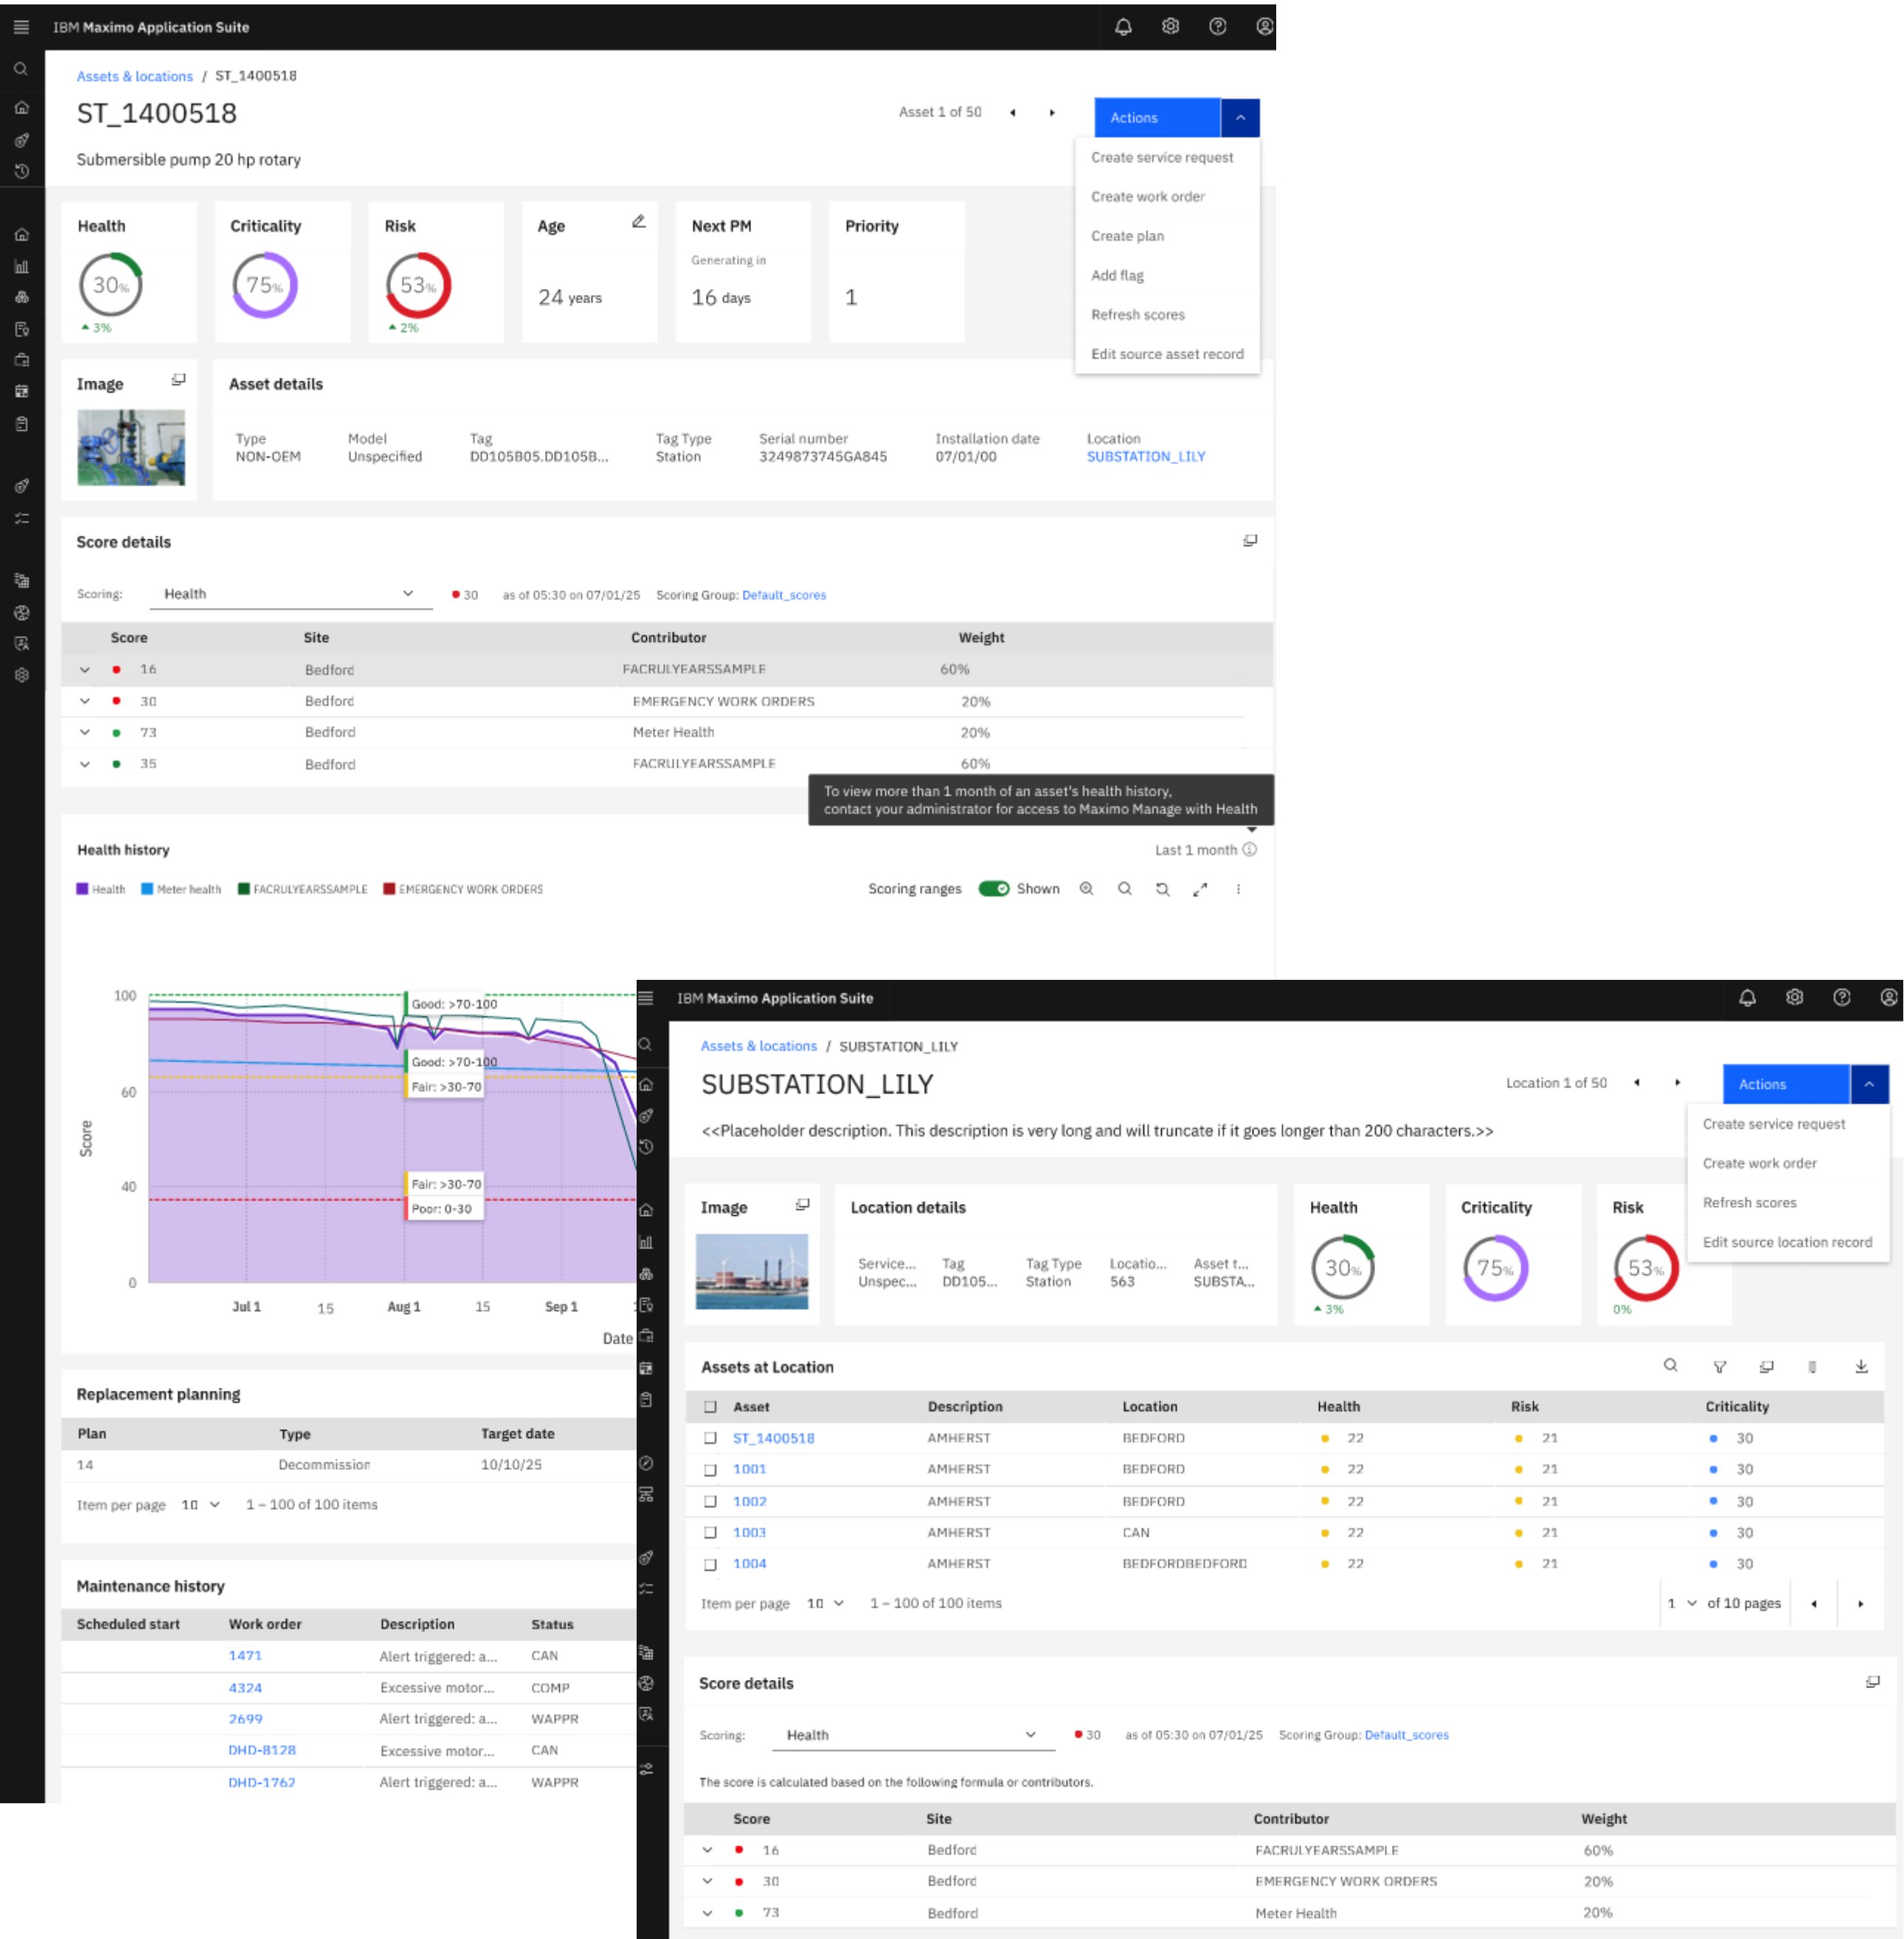 IBM Maximo Application Suite
Assets & locations / ST_1400518
ST_1400518
Asset 1 of 50
Actions
Submersible pump 20 hp rotary
Create service request
Create work order
Create plan
Add flag
Refresh scores
Edit source asset record
Health
Criticality
Risk
Age
Next PM
Priority
Generating in
30%
75%
53%
24 years
16 days
1
3%
2%
Image
Asset details
Type
Model
Tag
Tag Type
Serial number
Installation date
Location
NON-OEM
Unspecified
DD105B05.DD105B...
Station
3249873745GA845
07/01/00
SUBSTATION_LILY
Score details
Scoring: Health 30 as of 05:30 on 07/01/25 Scoring Group: Default_scores
Score Site Contributor Weight
16 Bedford FACRULYEARSSAMPLE 60%
30 Bedford EMERGENCY WORK ORDERS 20%
73 Bedford Meter Health 20%
35 Bedford FACRULYEARSSAMPLE 60%
To view more than 1 month of an asset's health history,
contact your administrator for access to Maximo Manage with Health
Health history
Last 1 month
Health Meter health FACRULYEARSSAMPLE EMERGENCY WORK ORDERS
Scoring ranges Shown
100
60
40
0
Score
Good: >70-100
Good: >70-100
Fair: >30-70
Fair: >30-70
Poor: 0-30
Jul 1 15 Aug 1 15 Sep 1
Date
Replacement planning
Plan Type Target date
14 Decommission 10/10/25
Item per page 10 1 – 100 of 100 items
Maintenance history
Scheduled start Work order Description Status
1471 Alert triggered: a... CAN
4324 Excessive motor... COMP
2699 Alert triggered: a... WAPPR
DHD-8128 Excessive motor... CAN
DHD-1762 Alert triggered: a... WAPPR
IBM Maximo Application Suite
Assets & locations / SUBSTATION_LILY
SUBSTATION_LILY
Location 1 of 50
Actions
<<Placeholder description. This description is very long and will truncate if it goes longer than 200 characters.>>
Create service request
Create work order
Refresh scores
Edit source location record
Image
Location details
Service... Tag Tag Type Locatio... Asset t...
Unspec... DD105... Station 563 SUBSTA...
Health
Criticality
Risk
30%
75%
53%
3%
0%
Assets at Location
Asset Description Location Health Risk Criticality
ST_1400518 AMHERST BEDFORD 22 21 30
1001 AMHERST BEDFORD 22 21 30
1002 AMHERST BEDFORD 22 21 30
1003 AMHERST CAN 22 21 30
1004 AMHERST BEDFORDBEDFORD 22 21 30
Item per page 10 1 – 100 of 100 items
1 of 10 pages
Score details
Scoring: Health 30 as of 05:30 on 07/01/25 Scoring Group: Default_scores
The score is calculated based on the following formula or contributors.
Score Site Contributor Weight
16 Bedford FACRULYEARSSAMPLE 60%
30 Bedford EMERGENCY WORK ORDERS 20%
73 Bedford Meter Health 20%